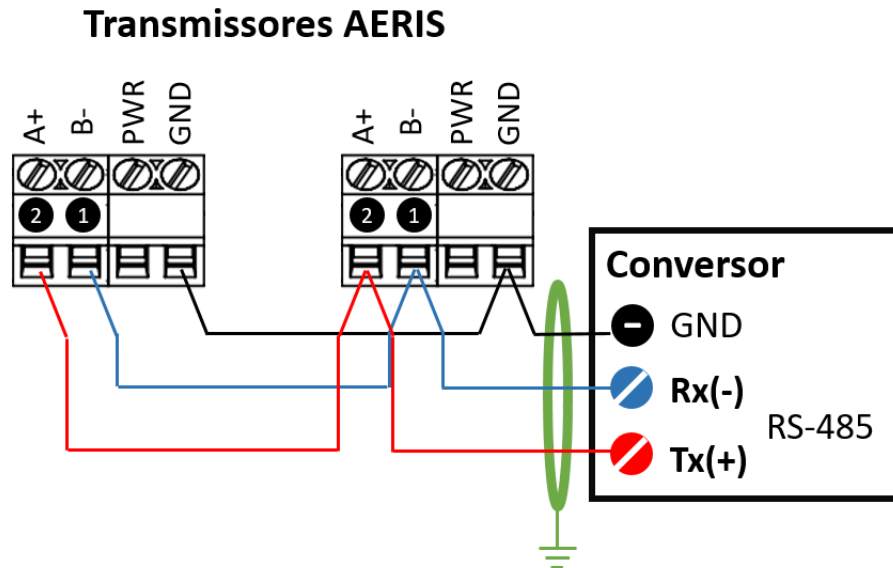 Transmissores AERIS
A+ B- PWR GND
A+ B- PWR GND
2 1
2 1
Conversor
GND
Rx(-)
RS-485
Tx(+)